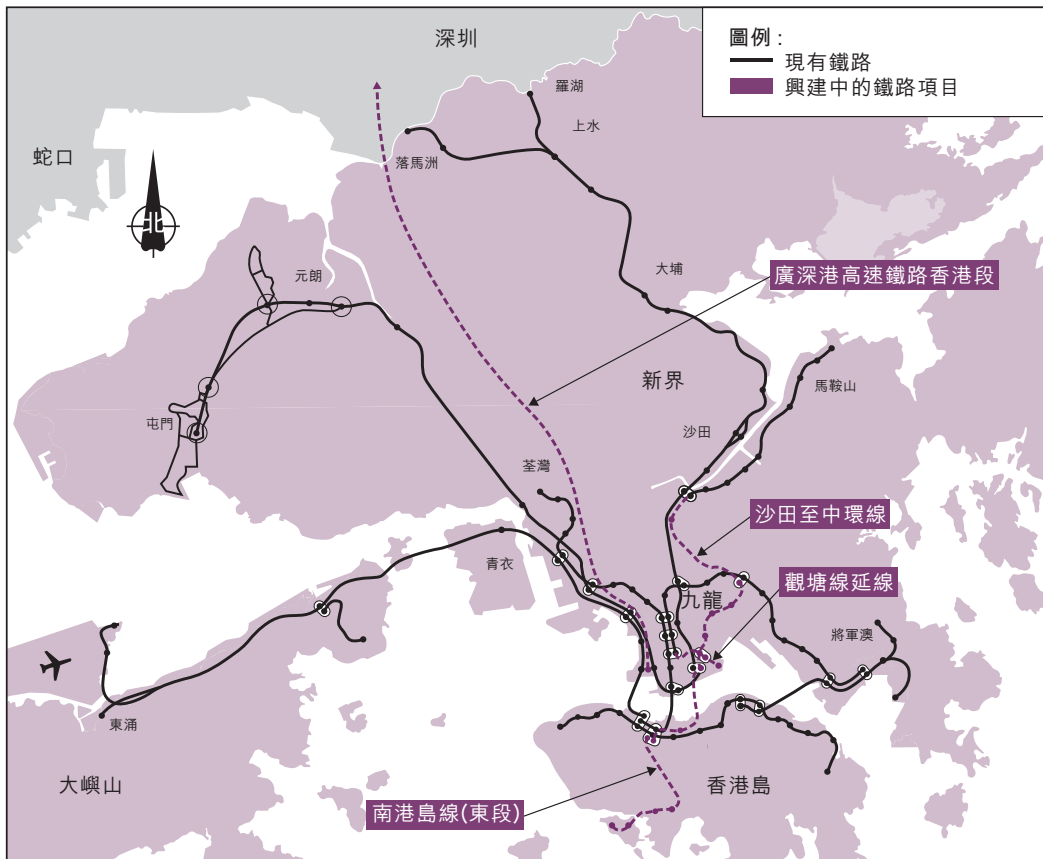 深圳
圖例 :
現有鐵路
興建中的鐵路項目
羅湖
上水
蛇口
落馬洲
北
元朗
大埔
廣深港高速鐵路香港段
新界
馬鞍山
屯門
沙田
荃灣
沙田至中環線
青衣
觀塘線延線
九龍
將軍澳
東涌
大嶼山
香港島
南港島線(東段)